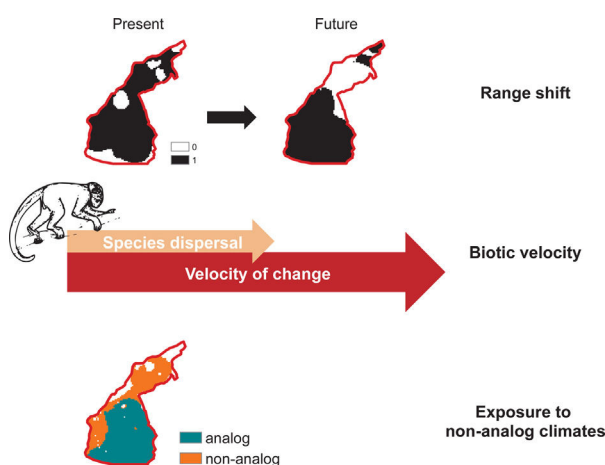 Present
Future
Range shift
0
1
Species dispersal
Velocity of change
Biotic velocity
analog
non-analog
Exposure to
non-analog climates